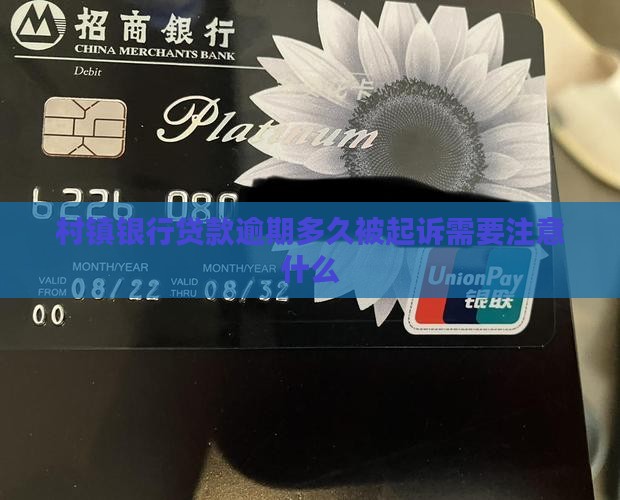 招商銀行
CHINA MERCHANTS BANK
Debit
Platinum
6226 080
村镇银行贷款逾期多久被起诉需要注意
什么
MONTH/YEAR MONTH/YEAR
VALID FROM 08/22 VALID THRU 08/32
UnionPay
银联
00